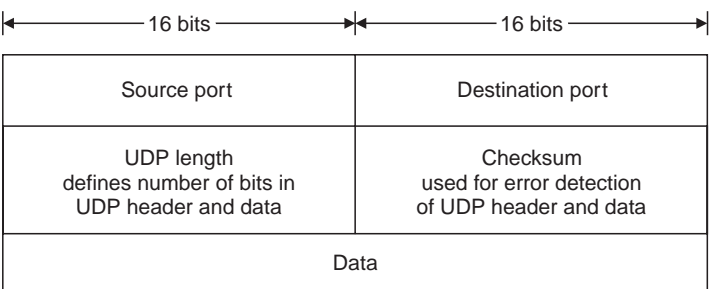 16 bits 16 bits
Source port Destination port
UDP length
defines number of bits in
UDP header and data
Checksum
used for error detection
of UDP header and data
Data